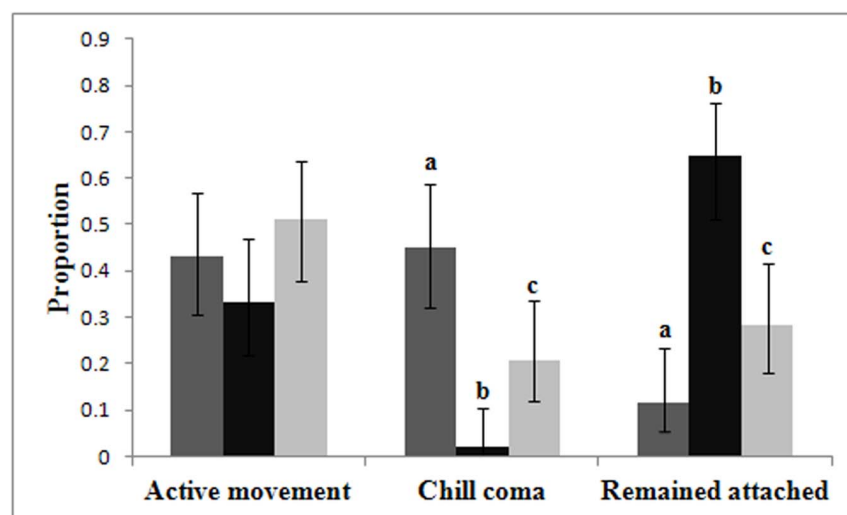 0.9
0.8
0.7
0.6
0.5
0.4
0.3
0.2
0.1
0
Proportion
a
b
c
a
b
c
Active movement
Chill coma
Remained attached